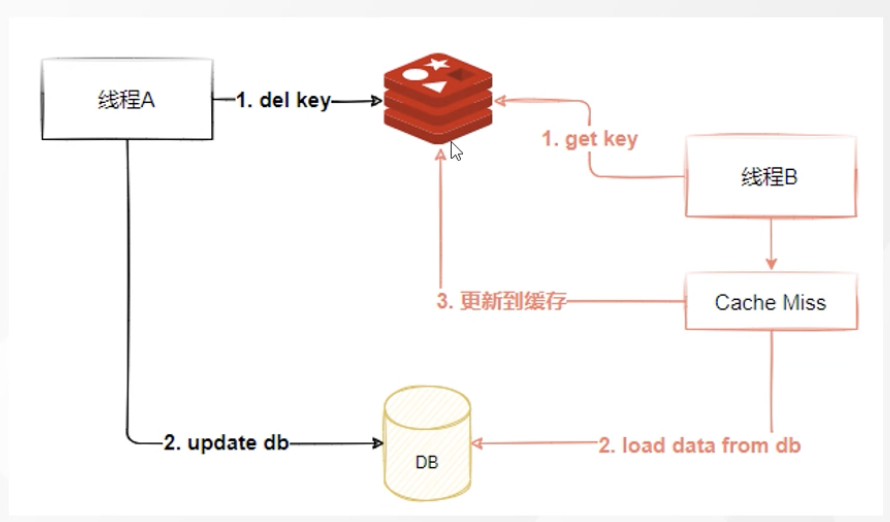 线程A
1. del key
1. get key
线程B
3. 更新到缓存
Cache Miss
2. update db
DB
2. load data from db